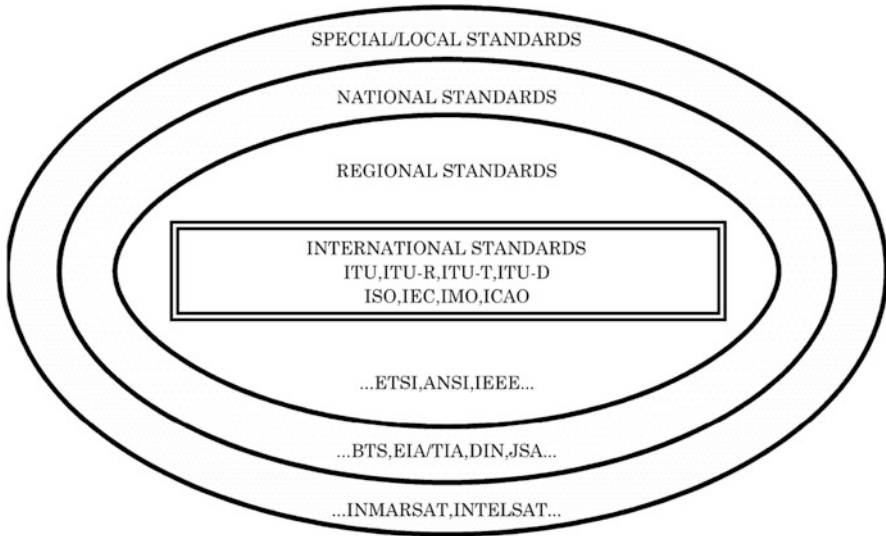 SPECIAL/LOCAL STANDARDS
NATIONAL STANDARDS
REGIONAL STANDARDS
INTERNATIONAL STANDARDS
ITU,ITU-R,ITU-T,ITU-D
ISO,IEC,IMO,ICAO
...ETSI,ANSI,IEEE...
...BTS,EIA/TIA,DIN,JSA...
...INMARSAT,INTELSAT...